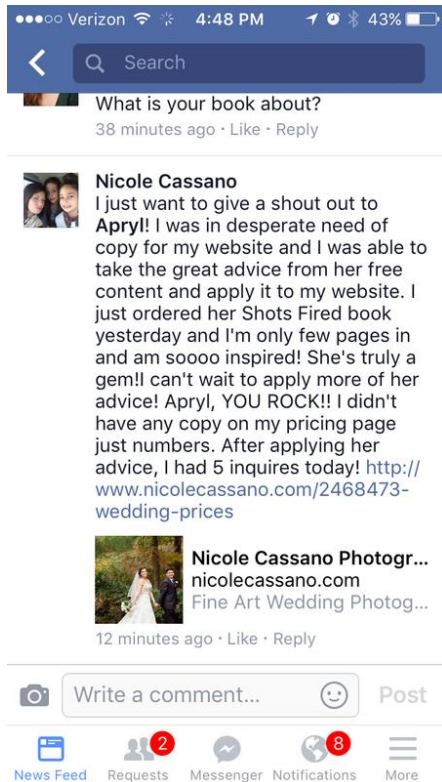 Verizon 4:48 PM 43%
Search
What is your book about?
38 minutes ago · Like · Reply
Nicole Cassano
I just want to give a shout out to
Apryl! I was in desperate need of
copy for my website and I was able to
take the great advice from her free
content and apply it to my website. I
just ordered her Shots Fired book
yesterday and I'm only few pages in
and am soooo inspired! She's truly a
gem!I can't wait to apply more of her
advice! Apryl, YOU ROCK!! I didn't
have any copy on my pricing page
just numbers. After applying her
advice, I had 5 inquires today! http://
www.nicolecassano.com/2468473-
wedding-prices
Nicole Cassano Photogr...
nicolecassano.com
Fine Art Wedding Photog...
12 minutes ago · Like · Reply
Write a comment... Post
2 8
News Feed Requests Messenger Notifications More